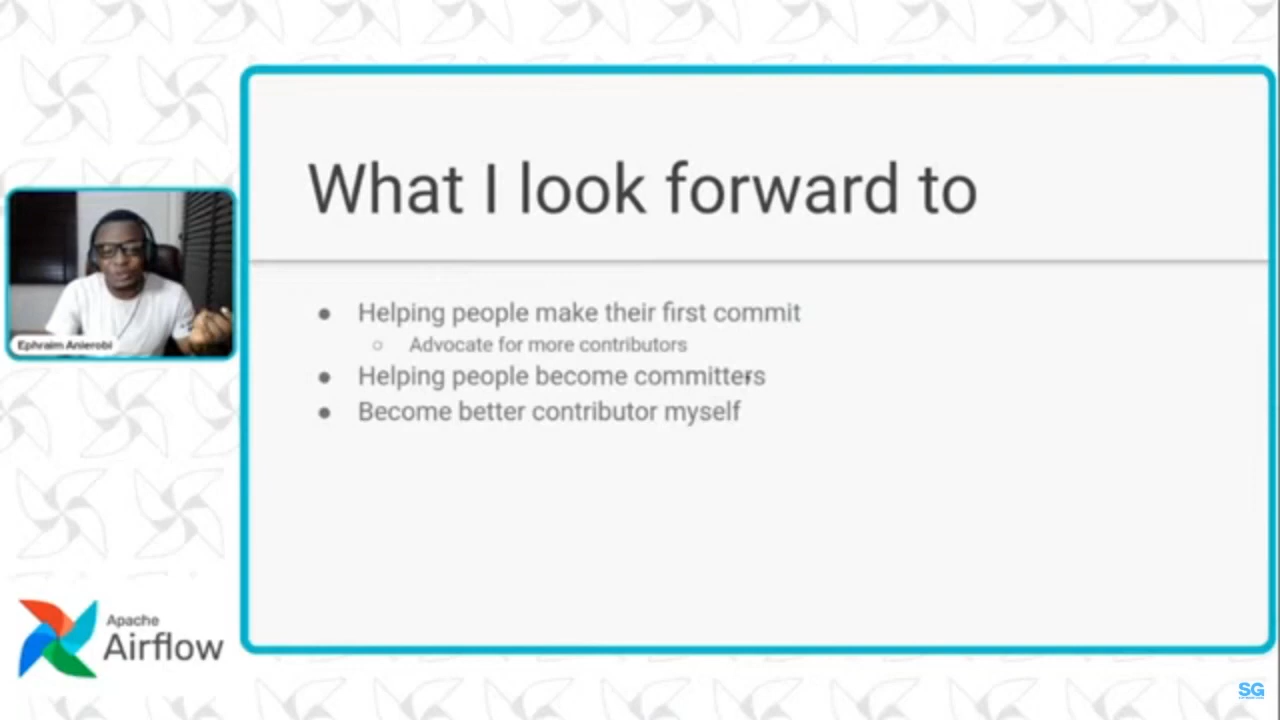 What I look forward to
Helping people make their first commit
Advocate for more contributors
Helping people become committers
Become better contributor myself
Ephraim Anierobi
Apache
Airflow
SG